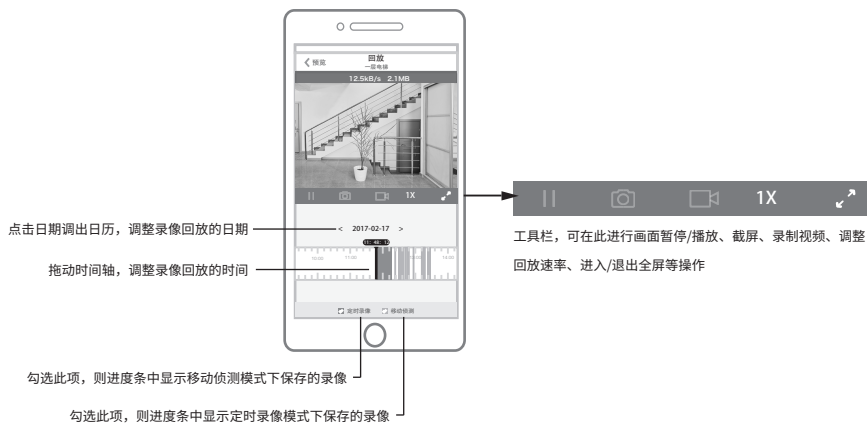 预览
回放
一层电梯
12.5kB/s 2.1MB
1X
< 2017-02-17 >
11:48:12
10:00 11:00 13:00 14:00
定时录像 移动侦测
点击日期调出日历，调整录像回放的日期
拖动时间轴，调整录像回放的时间
勾选此项，则进度条中显示移动侦测模式下保存的录像
勾选此项，则进度条中显示定时录像模式下保存的录像
1X
工具栏，可在此进行画面暂停/播放、截屏、录制视频、调整
回放速率、进入/退出全屏等操作